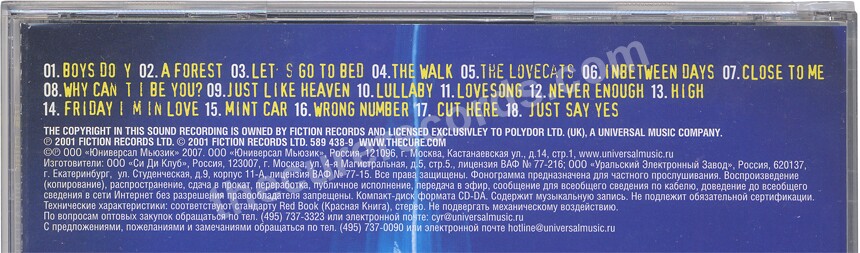 01. BOYS DO Y 02. A FOREST 03. LET'S GO TO BED 04. THE WALK 05. THE LOVECATS 06. INBETWEEN DAYS 07. CLOSE TO ME
08. WHY CAN T I BE YOU? 09. JUST LIKE HEAVEN 10. LULLABY 11. LOVESONG 12. NEVER ENOUGH 13. HIGH
14. FRIDAY I M IN LOVE 15. MINT CAR 16. WRONG NUMBER 17. CUT HERE 18. JUST SAY YES
THE COPYRIGHT IN THIS SOUND RECORDING IS OWNED BY FICTION RECORDS AND LICENSED EXCLUSIVLEY TO POLYDOR LTD. (UK), A UNIVERSAL MUSIC COMPANY.
℗ 2001 FICTION RECORDS LTD. © 2001 FICTION RECORDS LTD. 589 438-9. WWW.THECURE.COM
©℗ ООО «Юниверсал Мьюзик» 2007. ООО «Юниверсал Мьюзик», Россия, 121096, г. Москва, Кастанаевская ул., д.14, стр.1, www.universalmusic.ru
Изготовители: ООО «Си Ди Клуб», Россия, 123007, г. Москва, ул. 4-я Магистральная, д.5, стр.5., лицензия ВАФ № 77-216; ООО «Уральский Электронный Завод», Россия, 620137,
г. Екатеринбург, ул. Студенческая, д.9, корпус 11-А, лицензия ВАФ №77-15. Все права защищены. Фонограмма предназначена для частного прослушивания. Воспроизведение
(копирование), распространение, сдача в прокат, импорт, публичное исполнение, передача в эфир, сообщение для всеобщего сведения по кабелю, доведение до всеобщего
сведения в сети Интернет без разрешения правообладателя запрещены. Компакт-диск формата CD-DA. Содержит музыкальную запись. Не подлежит обязательной сертификации.
Технические характеристики: соответствуют стандарту Red Book (Красная Книга), стерео. Не подвергать механическому воздействию.
По вопросам оптовых закупок обращаться по тел. (495) 737-3323 или электронной почте: cyr@universalmusic.ru
С предложениями, пожеланиями и замечаниями обращаться по тел. (495) 737-0090 или электронной почте hotline@universalmusic.ru